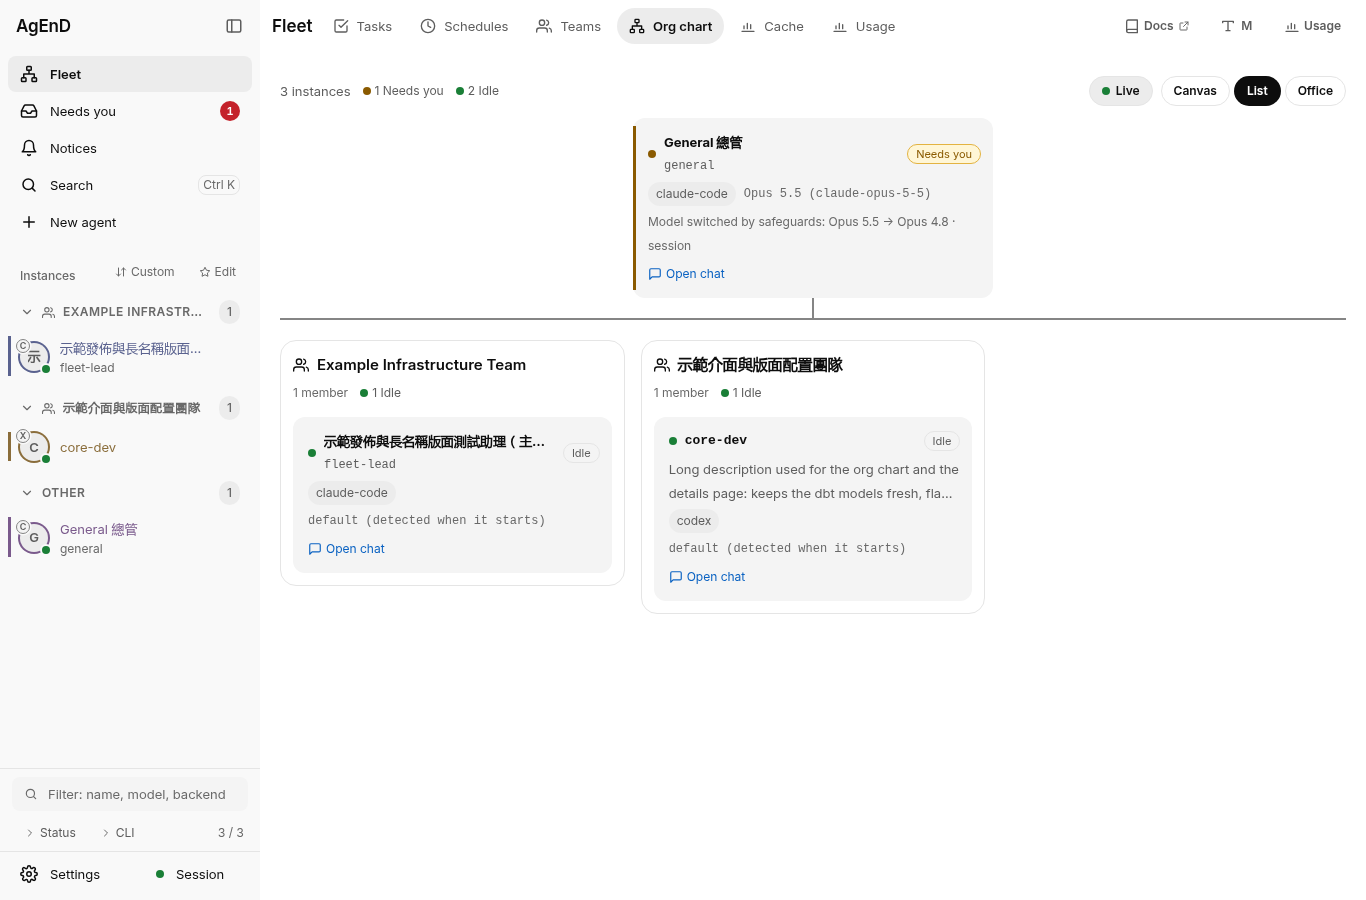 AgEnD
Fleet
Needs you
1
Notices
Search
Ctrl K
New agent
Instances
Custom
Edit
EXAMPLE INFRASTR...
1
C
示
示範發佈與長名稱版面...
fleet-lead
示範介面與版面配置團隊
1
X
C
core-dev
OTHER
1
C
G
General 總管
general
Filter: name, model, backend
Status
CLI
3 / 3
Settings
Session
Fleet
Tasks
Schedules
Teams
Org chart
Cache
Usage
Docs
M
Usage
3 instances
1 Needs you
2 Idle
Live
Canvas
List
Office
General 總管
general
Needs you
claude-code
Opus 5.5 (claude-opus-5-5)
Model switched by safeguards: Opus 5.5 → Opus 4.8 ·
session
Open chat
Example Infrastructure Team
1 member
1 Idle
示範發佈與長名稱版面測試助理（主...
fleet-lead
Idle
claude-code
default (detected when it starts)
Open chat
示範介面與版面配置團隊
1 member
1 Idle
core-dev
Idle
Long description used for the org chart and the
details page: keeps the dbt models fresh, fla...
codex
default (detected when it starts)
Open chat